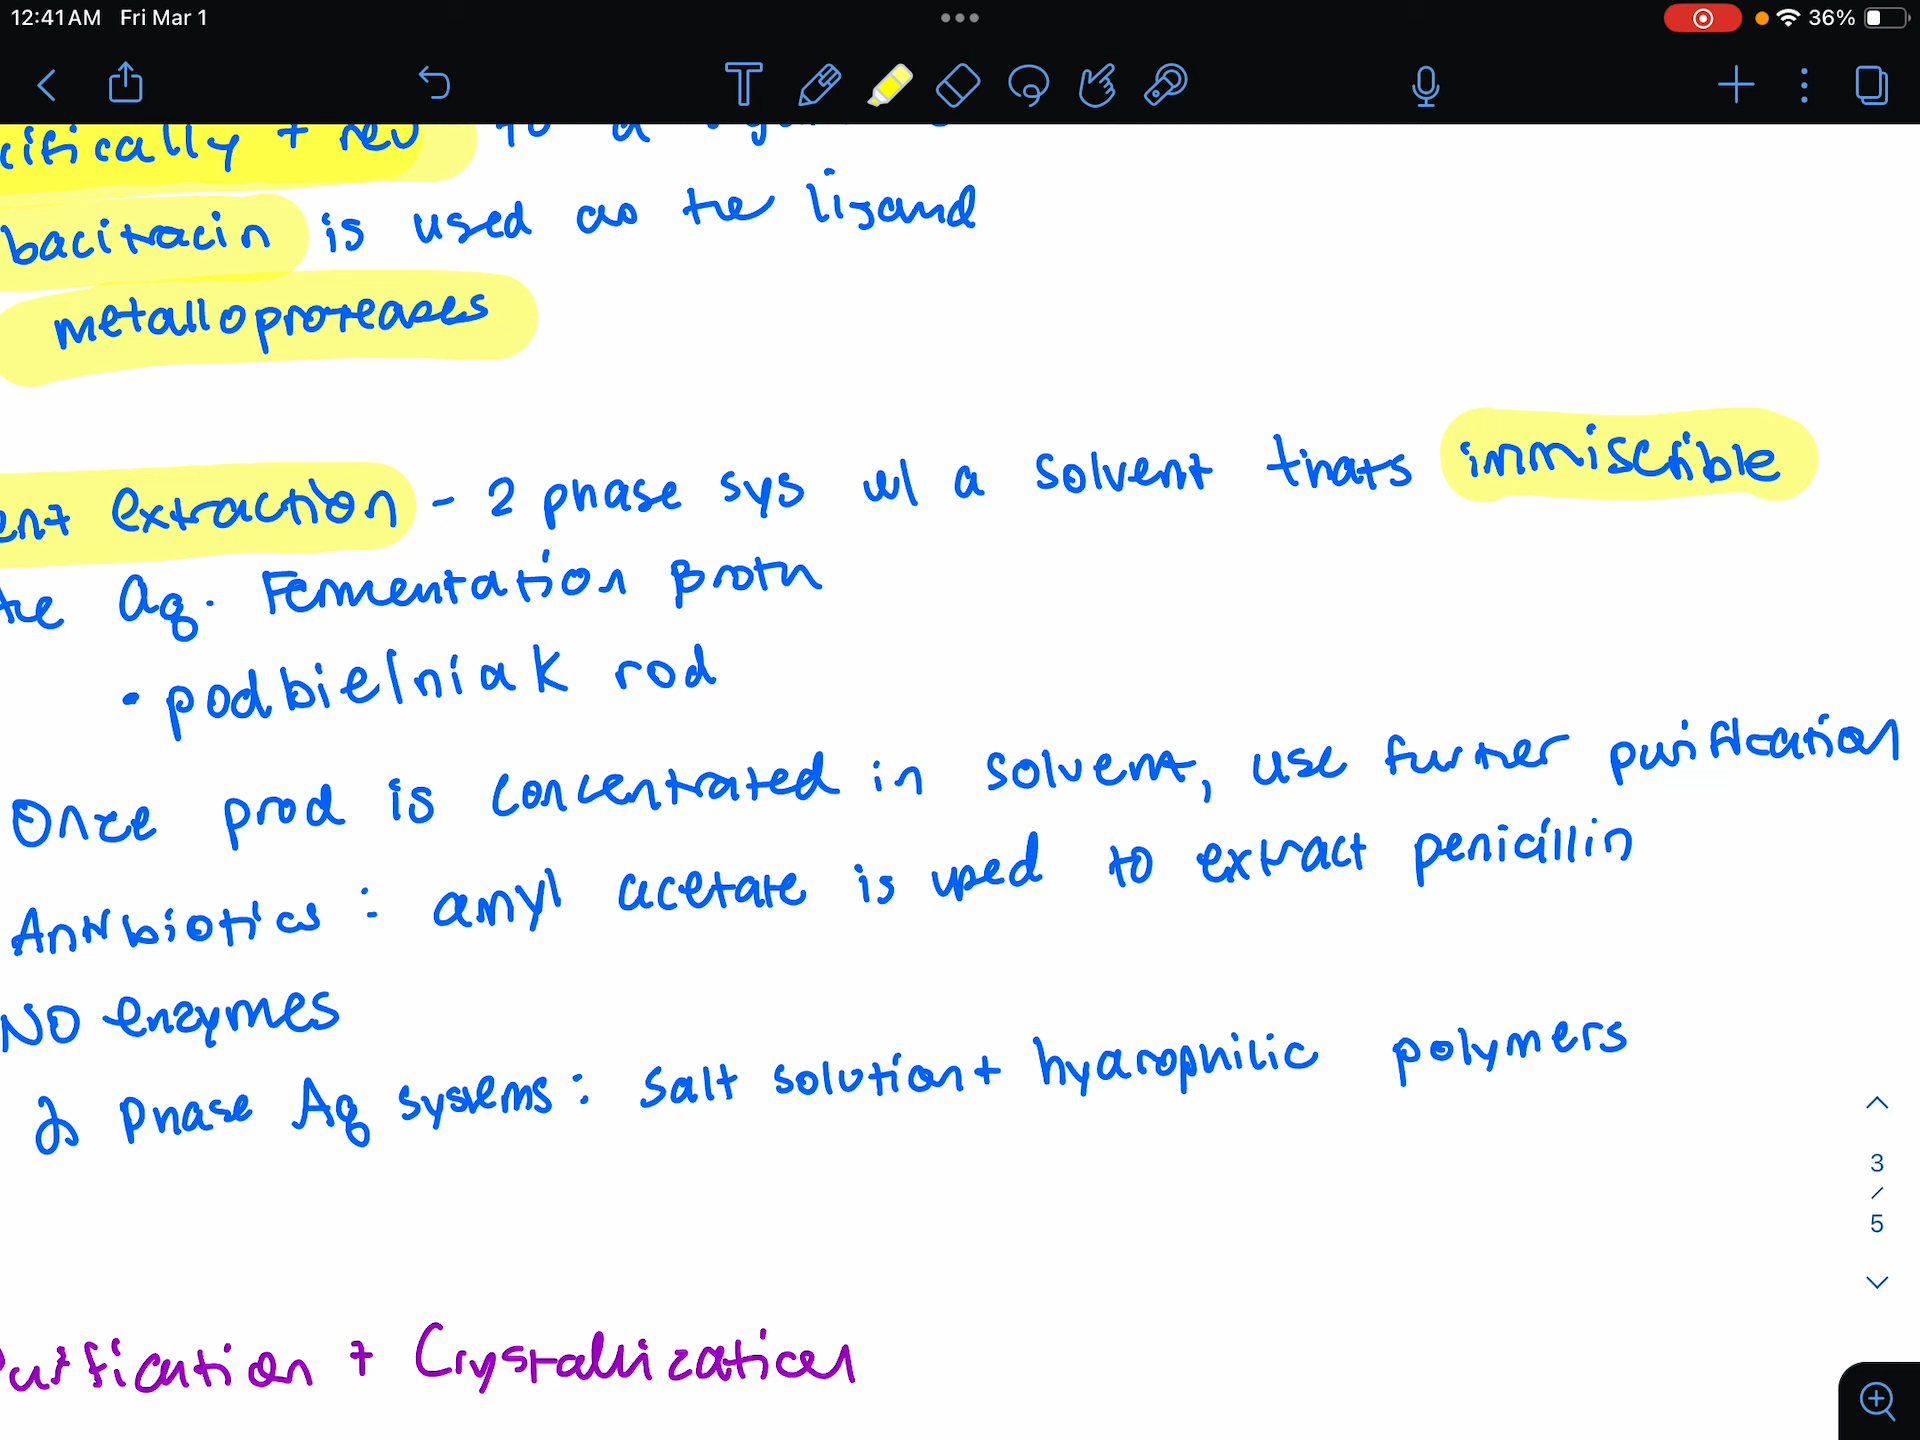 12:41 AM Fri Mar 1
36%
cifically + rev to a
bacitracin is used as the ligand
metalloproteases
ent extraction - 2 phase sys w/ a solvent thats immiscible
the Aq. Fermentation Broth
• podbielniak rod
Once prod is concentrated in solvent, use further purification
Antibiotics : amyl acetate is used to extract penicillin
NO enzymes
2 phase Aq systems : salt solution + hydrophilic polymers
3
/
5
urification + Crystallization